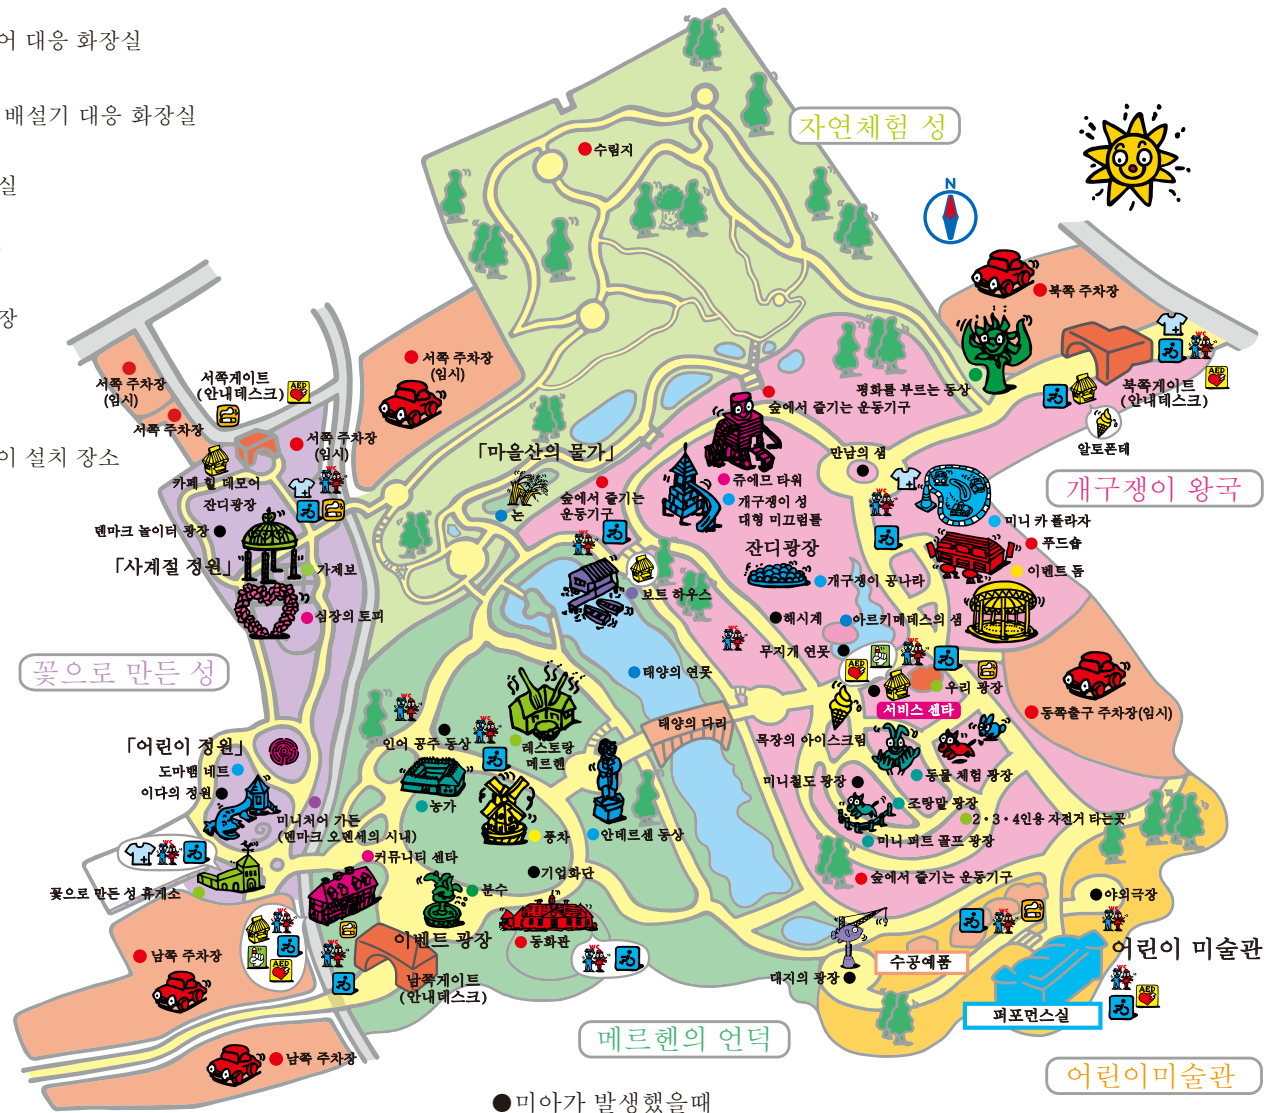 어 대응 화장실
배설기 대응 화장실
실
장
이 설치 장소
자연체험 성
수림지
N
북쪽 주차장
서쪽 주차장
(임시)
서쪽 주차장
(임시)
서쪽게이트
(안내데스크)
AED
서쪽 주차장
서쪽 주차장
(임시)
평화를 부르는 동상
숲에서 즐기는 운동기구
북쪽게이트
(안내데스크)
WC
AED
알토폰테
카페 힐 데모어
잔디광장
WC
덴마크 놀이터 광장
「사계절 정원」
가제보
심장의 토피
「마을산의 물가」
논
숲에서 즐기는
운동기구
쥬에므 타워
개구쟁이 성
대형 미끄럼틀
만남의 샘
개구쟁이 왕국
WC
미니 카 플라자
푸드숍
이벤트 돔
잔디광장
개구쟁이 공나라
WC
보트 하우스
해시계
아르키메데스의 샘
WC
무지개 연못
AED
WC
우리 광장
서비스 센타
꽃으로 만든 성
태양의 연못
태양의 다리
목장의 아이스크림
동쪽출구 주차장(임시)
WC
인어 공주 동상
WC
레스토랑
메르헨
「어린이 정원」
도마뱀 네트
이다의 정원
농가
풍차
안데르센 동상
미니철도 광장
동물 체험 광장
조랑말 광장
2·3·4인용 자전거 타는곳
미니 퍼트 골프 광장
미니처어 가든
(덴마크 오덴세의 시내)
WC
커뮤니티 센타
기업화단
숲에서 즐기는 운동기구
꽃으로 만든 성 휴게소
분수
야외극장
WC
WC
WC
이벤트 광장
동화관
WC
어린이 미술관
남쪽 주차장
AED
WC
남쪽게이트
(안내데스크)
수공예품
대지의 광장
WC
AED
퍼포먼스실
메르헨의 언덕
남쪽 주차장
어린이미술관
●미아가 발생했을때